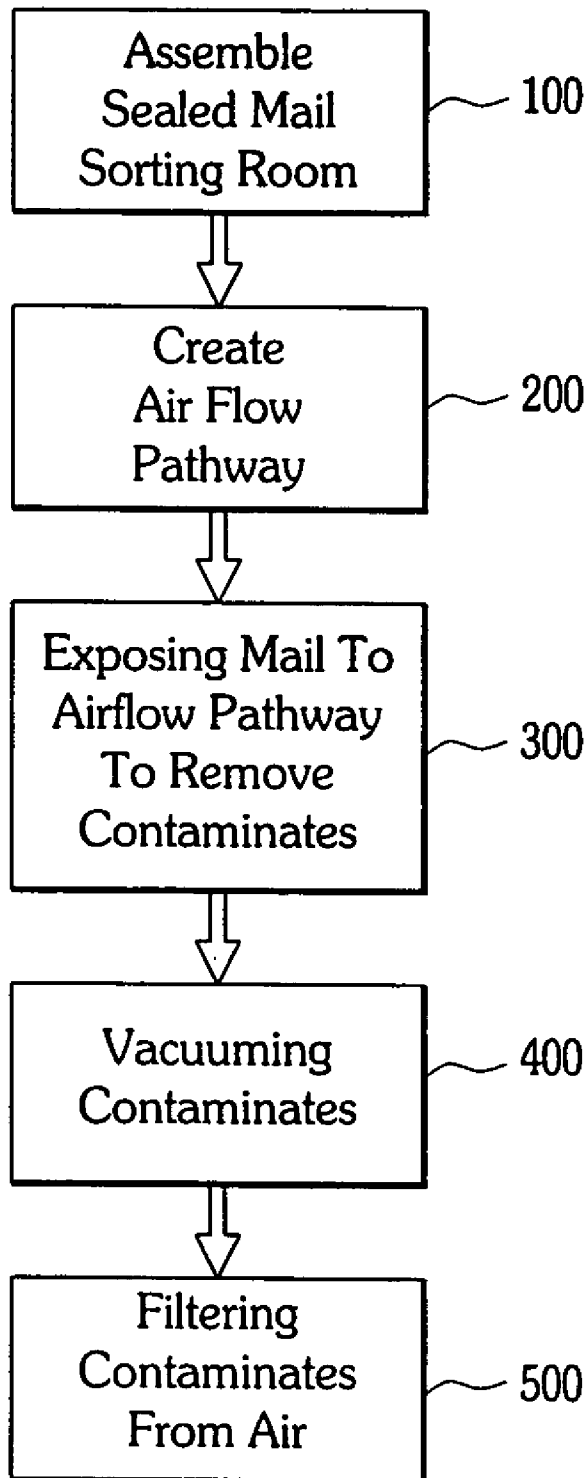 Assemble
Sealed Mail
Sorting Room
100
Create
Air Flow
Pathway
200
Exposing Mail To
Airflow Pathway
To Remove
Contaminates
300
Vacuuming
Contaminates
400
Filtering
Contaminates
From Air
500